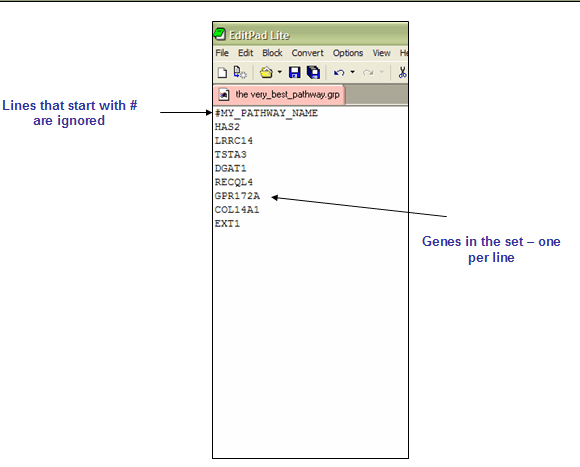 EditPad Lite
File Edit Block Convert Options View He
the very_best_pathway.grp
Lines that start with #
are ignored
#MY_PATHWAY_NAME
HAS2
LRRC14
TSTA3
DGAT1
RECQL4
GPR172A
COL14A1
EXT1
Genes in the set – one
per line